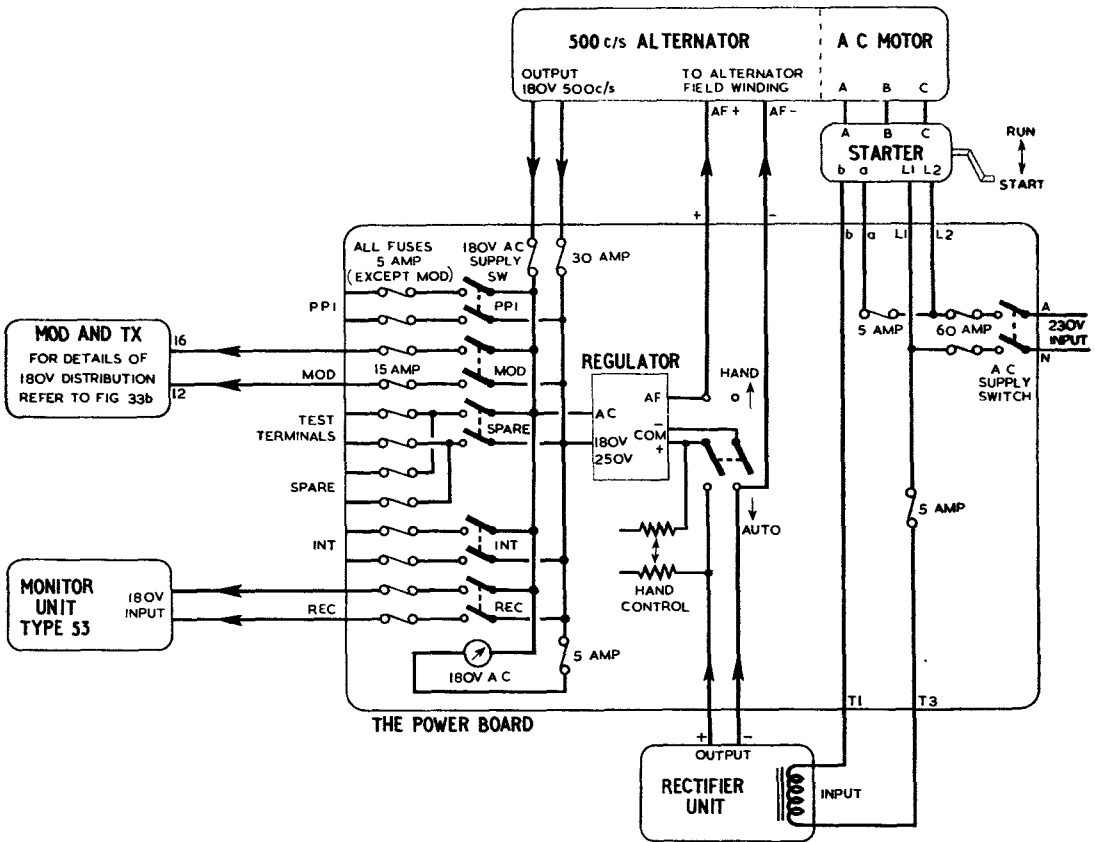 500 c/s ALTERNATOR
A C MOTOR
OUTPUT
180V 500c/s
TO ALTERNATOR
FIELD WINDING
A B C
AF +
AF -
A B C
STARTER
b a L1 L2
RUN
START
+
-
b a L1 L2
ALL FUSES
5 AMP
(EXCEPT MOD)
180V AC
SUPPLY
SW
30 AMP
PPI
PPI
A
230V
INPUT
N
5 AMP
60 AMP
A C
SUPPLY
SWITCH
MOD AND TX
FOR DETAILS OF
180V DISTRIBUTION
REFER TO FIG 33b
16
12
MOD
15 AMP
MOD
REGULATOR
AF
HAND
AC
-
COM
+
180V
250V
TEST
TERMINALS
SPARE
SPARE
5 AMP
AUTO
INT
INT
HAND
CONTROL
MONITOR
UNIT
TYPE 53
180V
INPUT
REC
REC
5 AMP
180V A C
T1
T3
THE POWER BOARD
+
-
OUTPUT
RECTIFIER
UNIT
INPUT